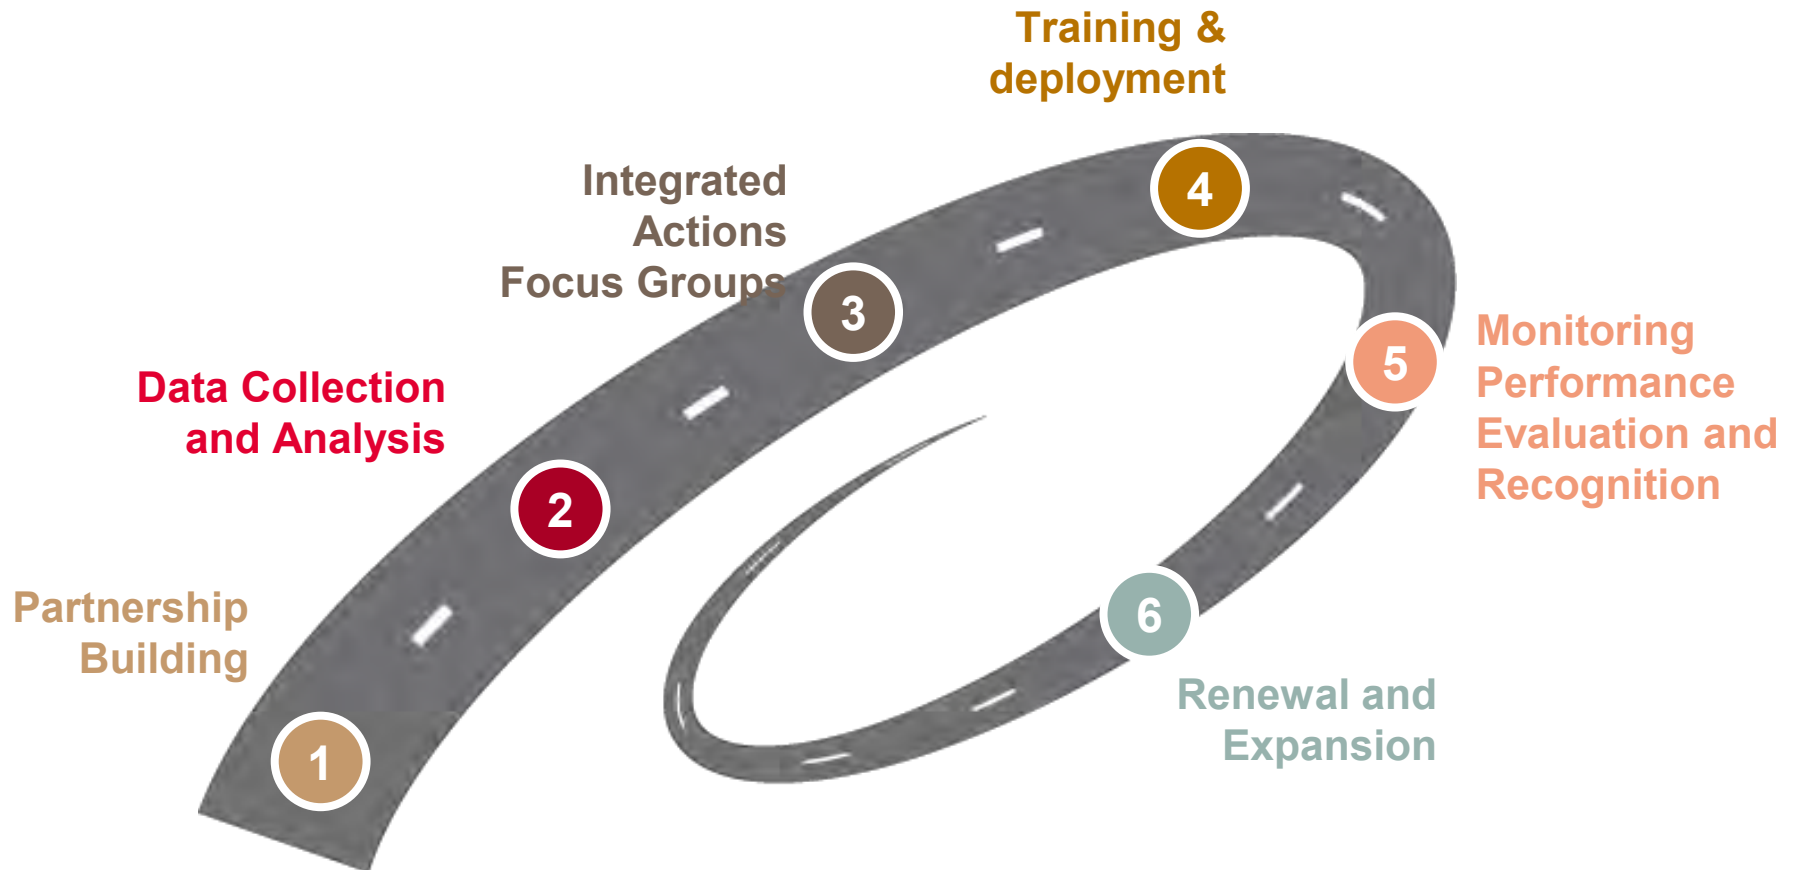 Training &
deployment
4
Integrated
Actions
Focus Groups
3
Monitoring
Performance
Evaluation and
Recognition
5
Data Collection
and Analysis
2
Partnership
Building
1
6
Renewal and
Expansion